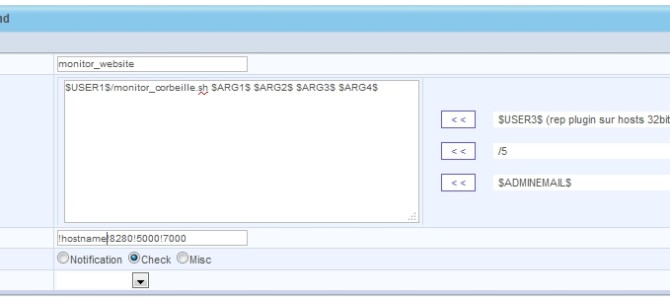 nd
monitor_website
$USER1$/monitor_corbeille.sh $ARG1$ $ARG2$ $ARG3$ $ARG4$
<< $USER3$ (rep plugin sur hosts 32bit
<< /5
<< $ADMINEMAIL$
!hostname!8280!5000!7000
Notification Check Misc